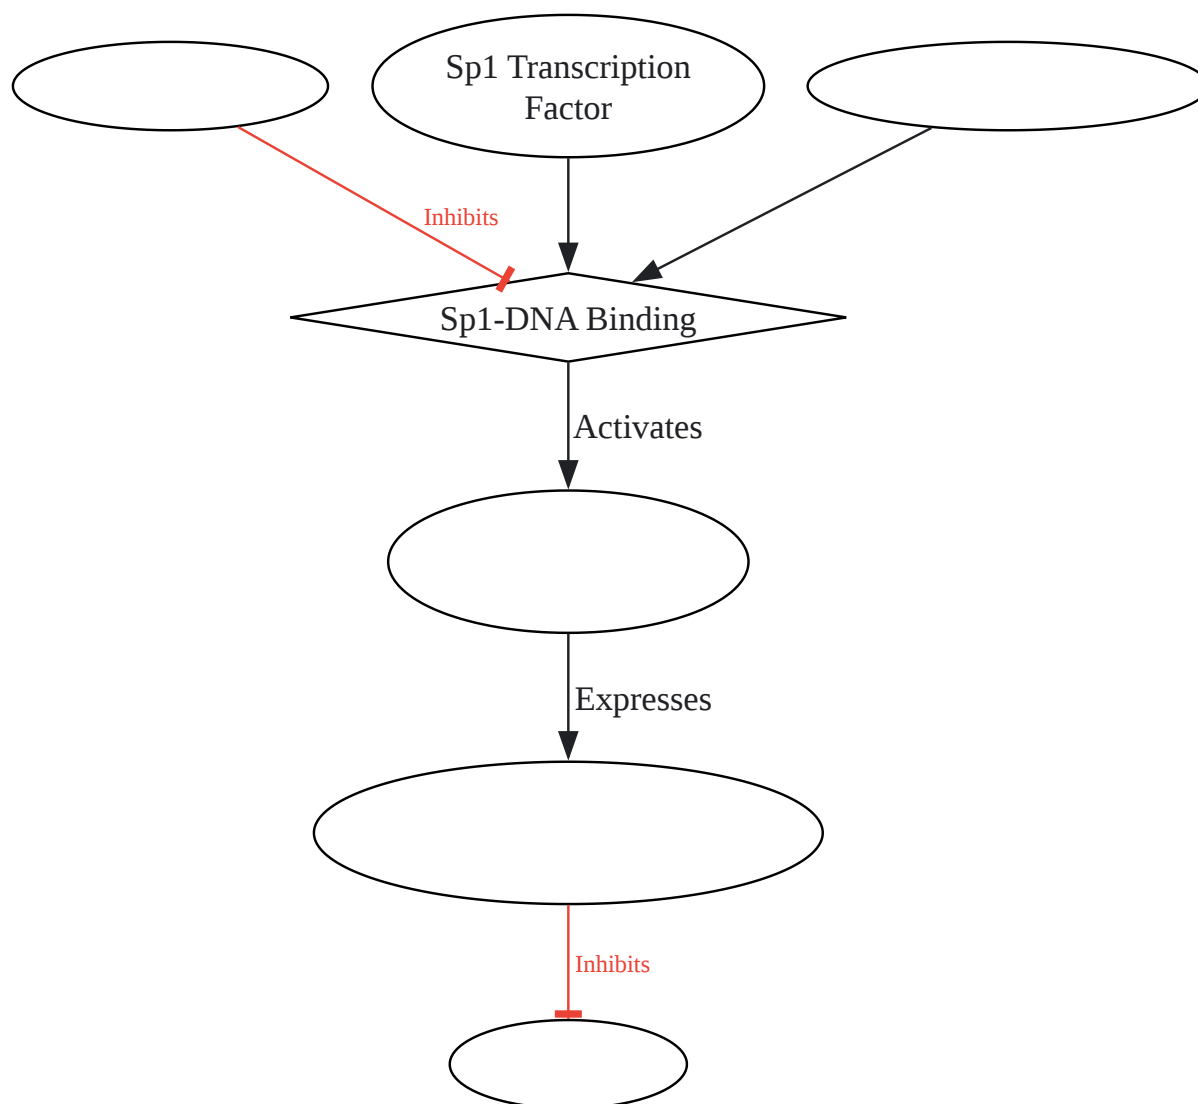 Sp1 Transcription
Factor
Inhibits
Sp1-DNA Binding
Activates
Expresses
Inhibits